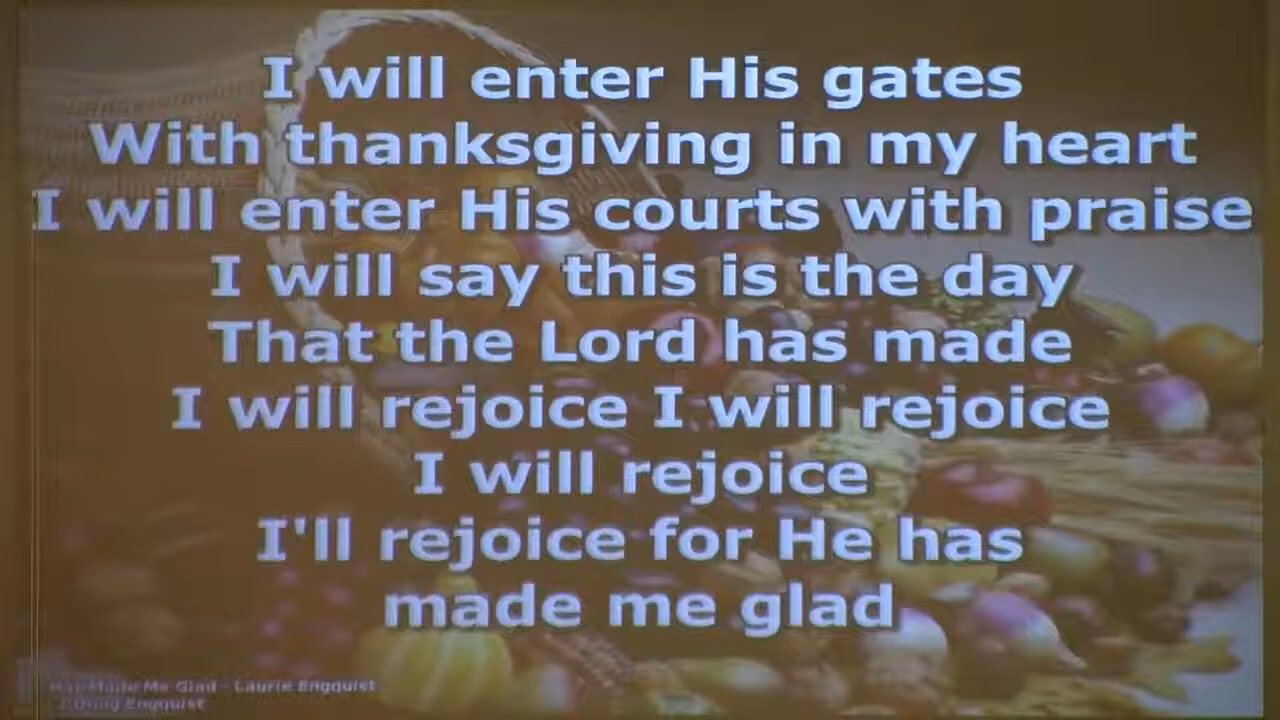 I will enter His gates
With thanksgiving in my heart
I will enter His courts with praise
I will say this is the day
That the Lord has made
I will rejoice I will rejoice
I will rejoice
I'll rejoice for He has
made me glad
Made Me Glad - Laurie Engquist
Doug Engquist